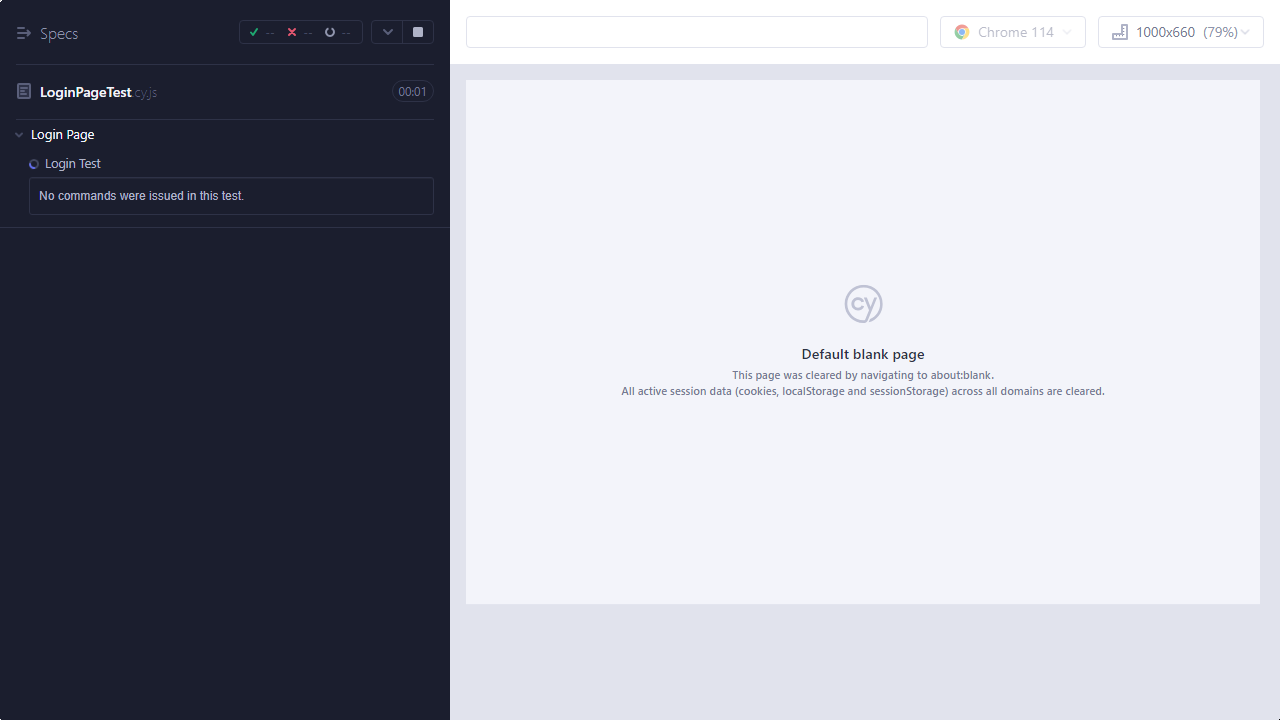 Specs
--
--
--
LoginPageTest.cy.js
00:01
Login Page
Login Test
No commands were issued in this test.
Chrome 114
1000x660 (79%)
cy
Default blank page
This page was cleared by navigating to about:blank.
All active session data (cookies, localStorage and sessionStorage) across all domains are cleared.